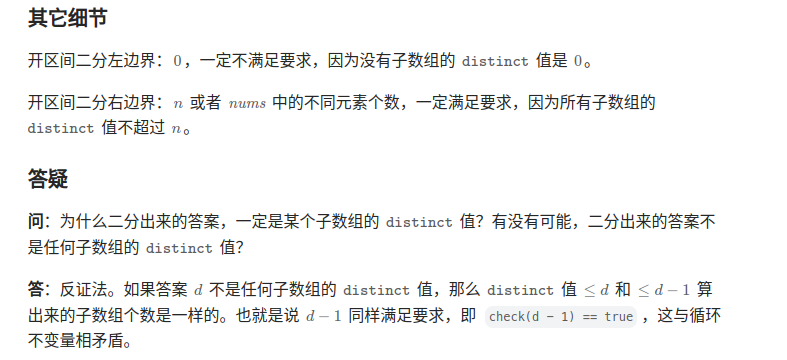 其它细节
开区间二分左边界：0，一定不满足要求，因为没有子数组的 distinct 值是 0。
开区间二分右边界：n 或者 nums 中的不同元素个数，一定满足要求，因为所有子数组的
distinct 值不超过 n。
答疑
问：为什么二分出来的答案，一定是某个子数组的 distinct 值？有没有可能，二分出来的答案不
是任何子数组的 distinct 值？
答：反证法。如果答案 d 不是任何子数组的 distinct 值，那么 distinct 值 ≤ d 和 ≤ d − 1 算
出来的子数组个数是一样的。也就是说 d − 1 同样满足要求，即 check(d - 1) == true ，这与循环
不变量相矛盾。